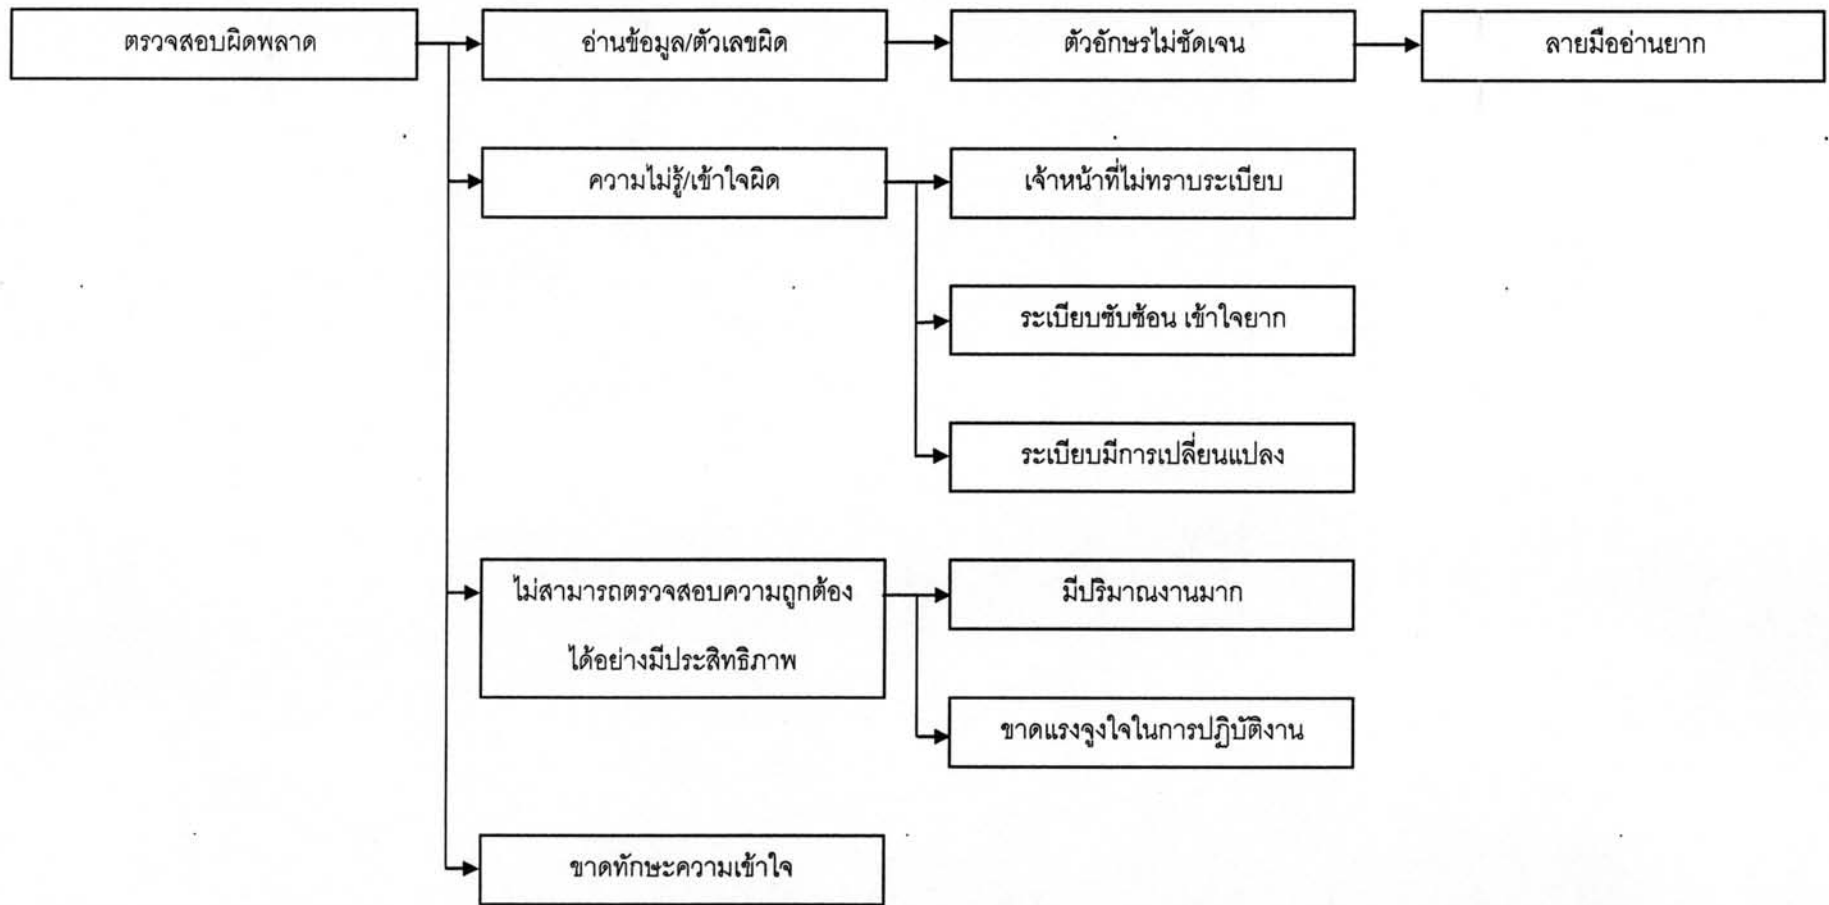 ตรวจสอบผิดพลาด
อ่านข้อมูล/ตัวเลขผิด
ตัวอักษรไม่ชัดเจน
ลายมืออ่านยาก
ความไม่รู้/เข้าใจผิด
เจ้าหน้าที่ไม่ทราบระเบียบ
ระเบียบซับซ้อน เข้าใจยาก
ระเบียบมีการเปลี่ยนแปลง
ไม่สามารถตรวจสอบความถูกต้อง
ได้อย่างมีประสิทธิภาพ
มีปริมาณงานมาก
ขาดแรงจูงใจในการปฏิบัติงาน
ขาดทักษะความเข้าใจ